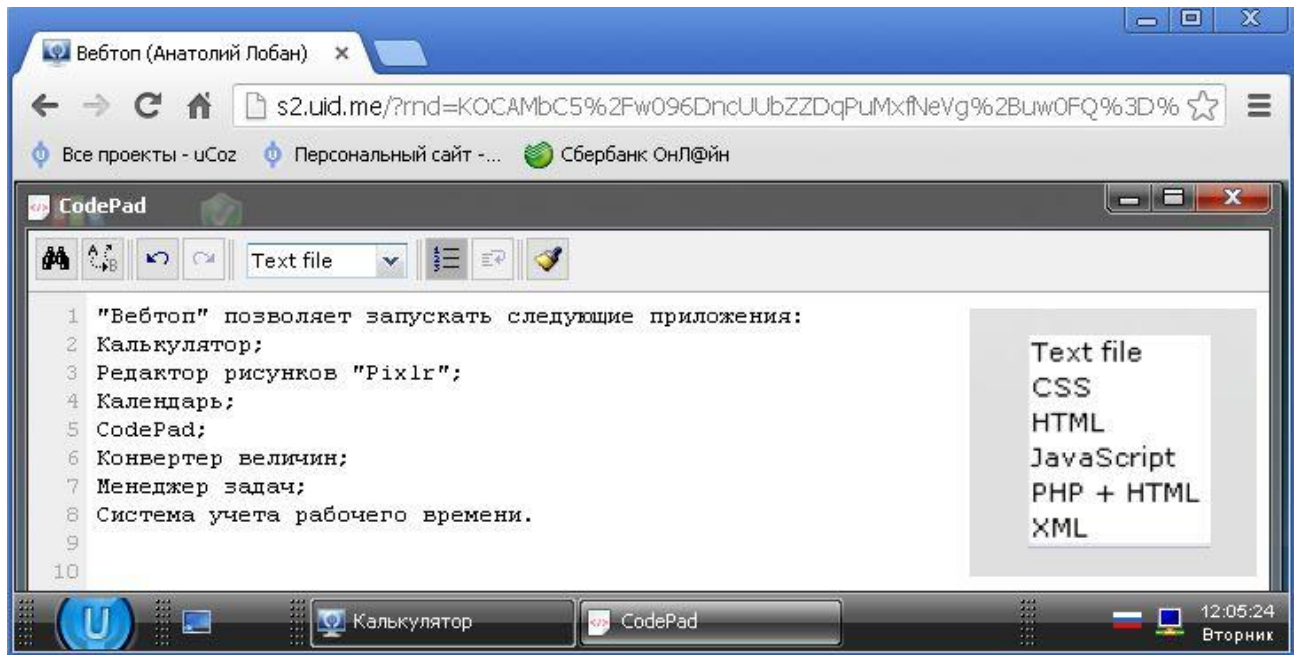 Вебтоп (Анатолий Лобан)
s2.uid.me/?rnd=KOCAMbC5%2Fw096DncUUbZZDqPuMxfNeVg%2Buw0FQ%3D%
Все проекты - uCoz Персональный сайт -... Сбербанк ОнЛ@йн
CodePad
Text file
1 "Вебтоп" позволяет запускать следующие приложения:
2 Калькулятор;
3 Редактор рисунков "Pixlr";
4 Календарь;
5 CodePad;
6 Конвертер величин;
7 Менеджер задач;
8 Система учета рабочего времени.
9
10
Text file
CSS
HTML
JavaScript
PHP + HTML
XML
U Калькулятор CodePad 12:05:24
Вторник